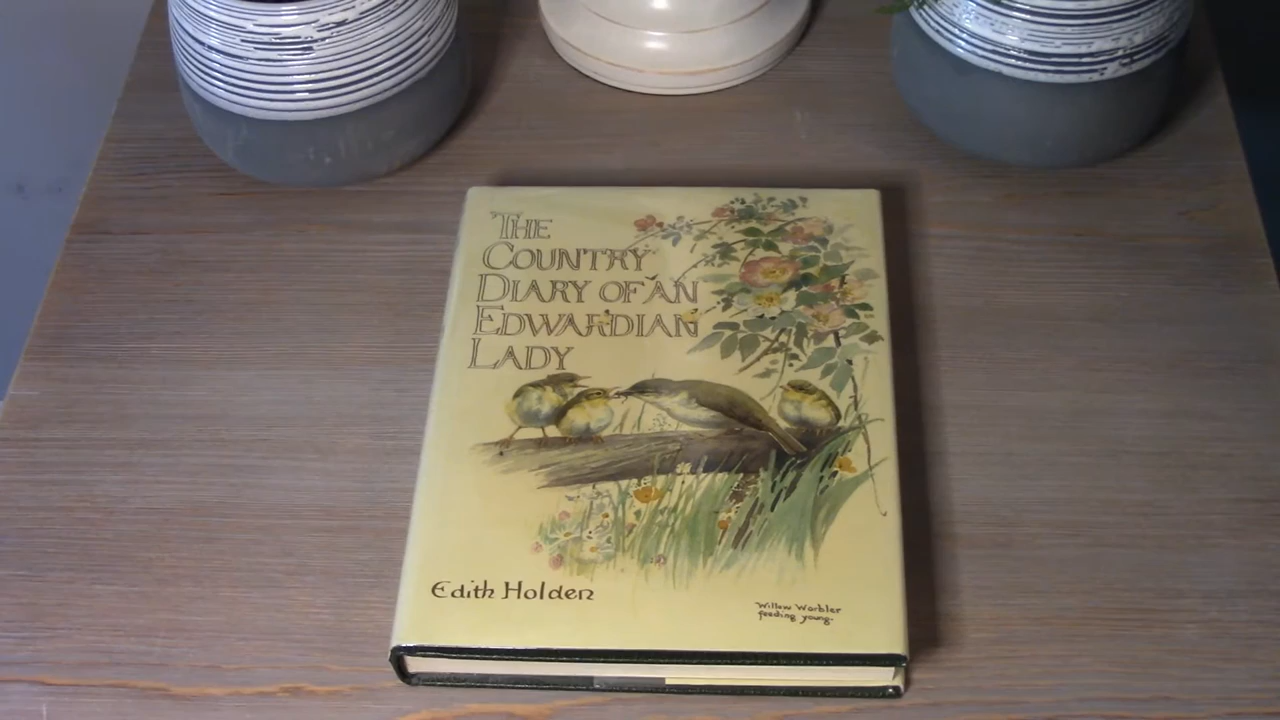 THE
COUNTRY
DIARY OF AN
EDWARDIAN
LADY
Edith Holden
Willow Warbler
feeding young.